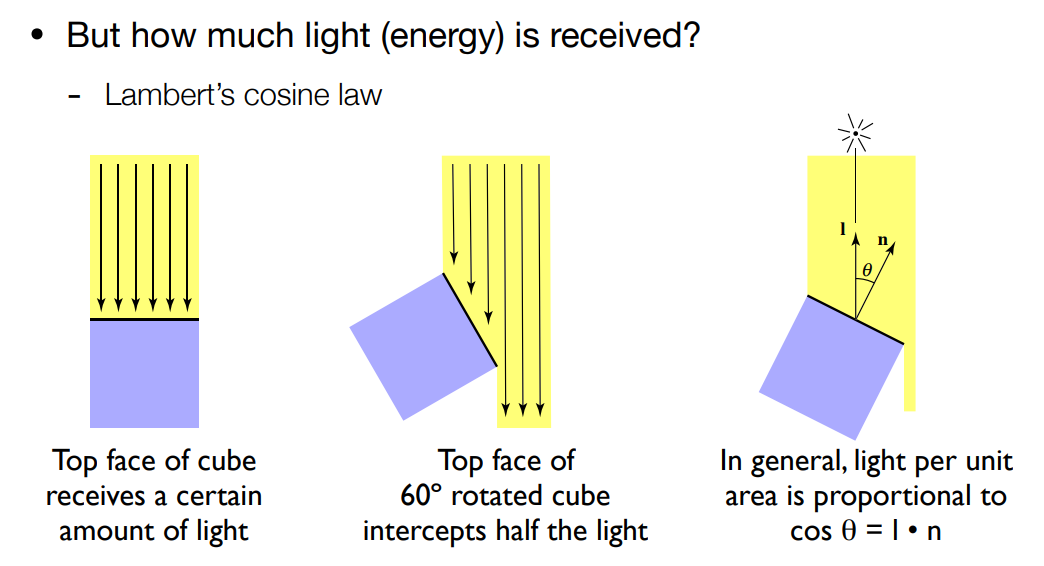 • But how much light (energy) is received?
- Lambert's cosine law
l
n
θ
Top face of cube
receives a certain
amount of light
Top face of
60º rotated cube
intercepts half the light
In general, light per unit
area is proportional to
cos θ = l • n